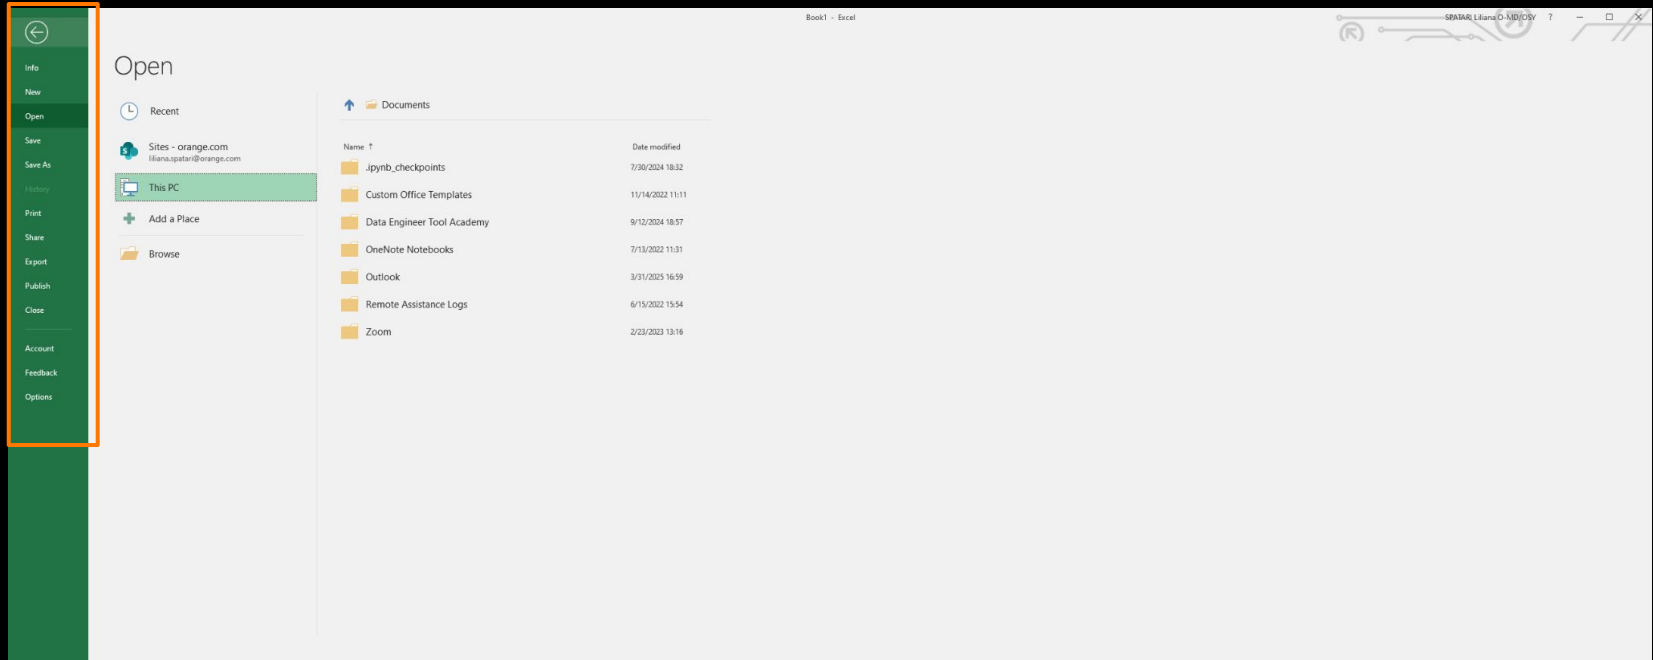 Book1 - Excel
SPATARI Liliana O-MD/OSY ?
Info
New
Open
Save
Save As
History
Print
Share
Export
Publish
Close
Account
Feedback
Options
Open
Recent
Sites - orange.com
liliana.spatari@orange.com
This PC
Add a Place
Browse
Documents
Name ↑ Date modified
.ipynb_checkpoints 7/30/2024 18:32
Custom Office Templates 11/14/2022 11:11
Data Engineer Tool Academy 9/12/2024 18:57
OneNote Notebooks 7/13/2022 11:31
Outlook 3/31/2025 16:59
Remote Assistance Logs 6/15/2022 15:54
Zoom 2/23/2023 13:16